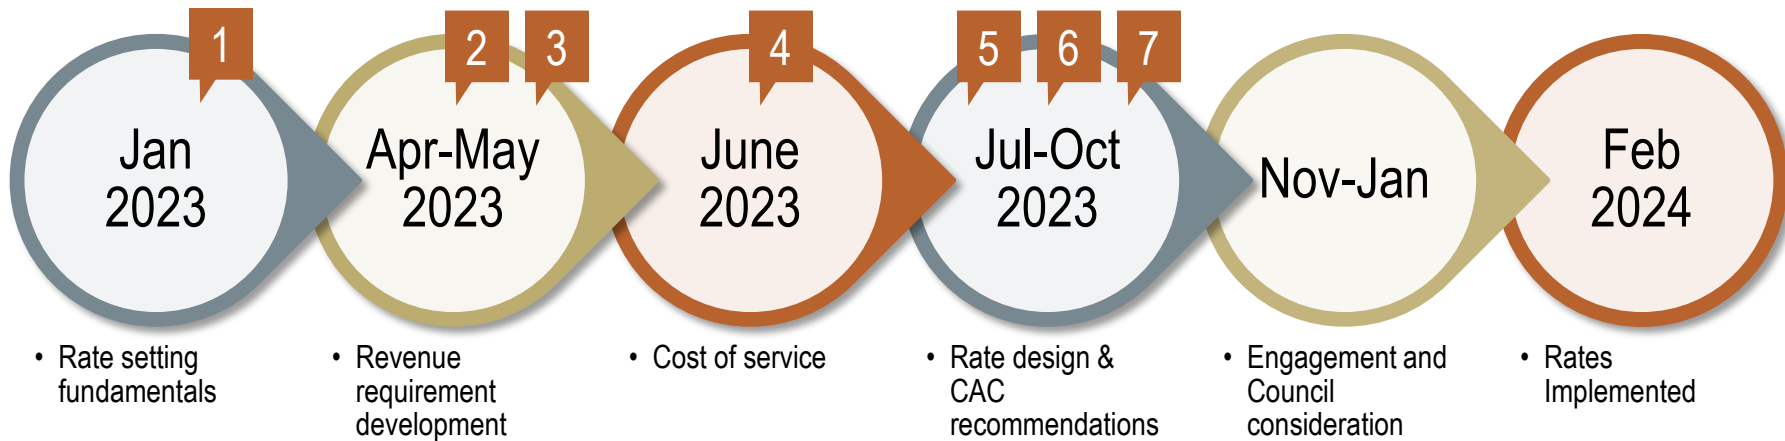 1
2
3
4
5
6
7
Jan
2023
Apr-May
2023
June
2023
Jul-Oct
2023
Nov-Jan
Feb
2024
• Rate setting
fundamentals
• Revenue
requirement
development
• Cost of service
• Rate design &
CAC
recommendations
• Engagement and
Council
consideration
• Rates
Implemented